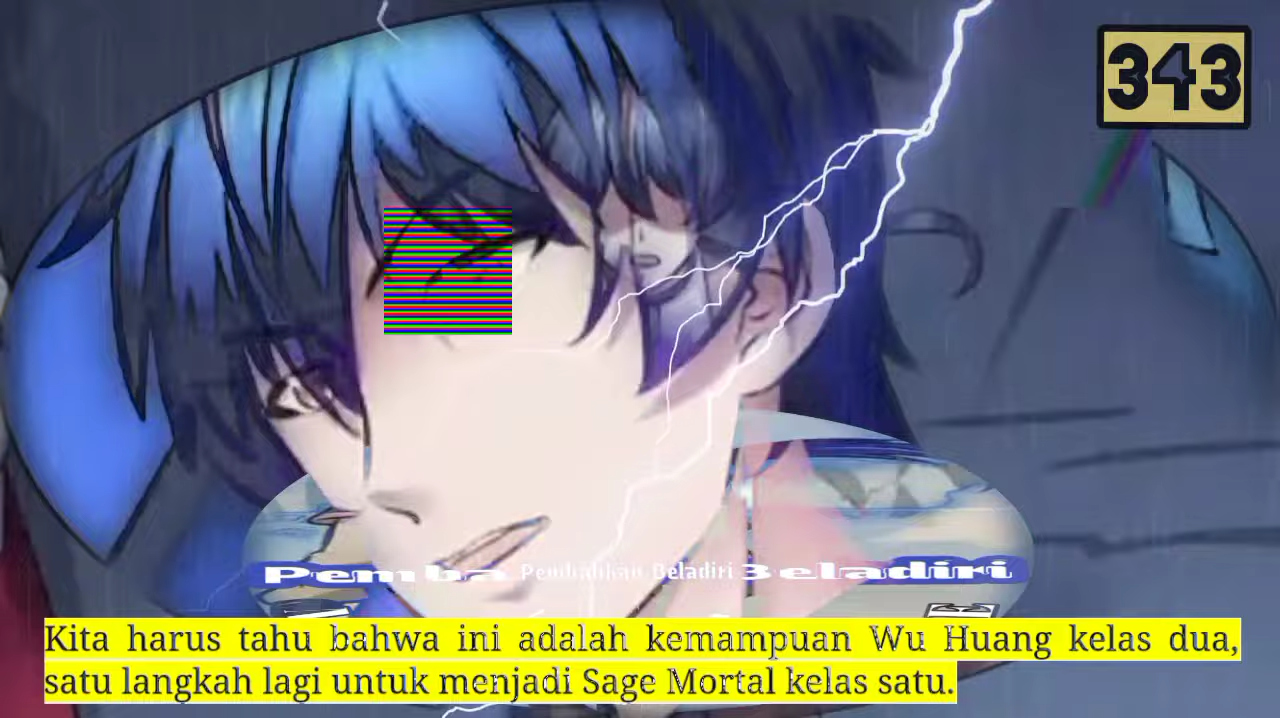 343
Pembahkan Beladiri
Kita harus tahu bahwa ini adalah kemampuan Wu Huang kelas dua,
satu langkah lagi untuk menjadi Sage Mortal kelas satu.